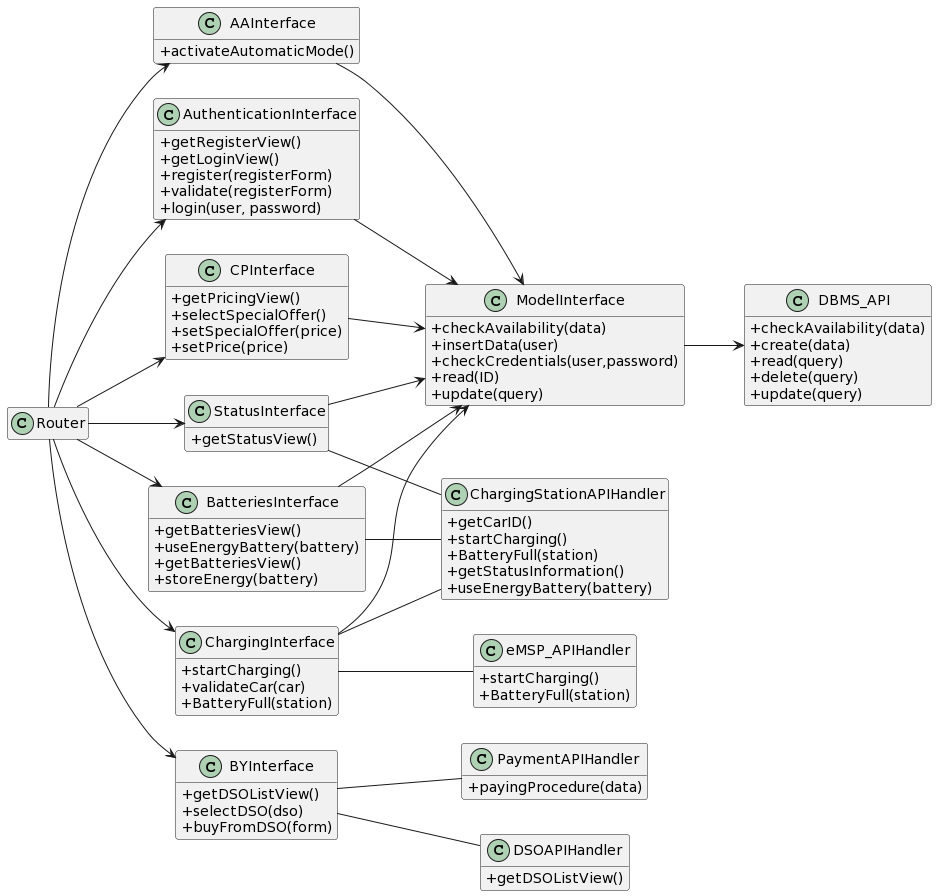 C AAInterface
+activateAutomaticMode()
C AuthenticationInterface
+getRegisterView()
+getLoginView()
+register(registerForm)
+validate(registerForm)
+login(user, password)
C CPInterface
+getPricingView()
+selectSpecialOffer()
+setSpecialOffer(price)
+setPrice(price)
C ModelInterface
+checkAvailability(data)
+insertData(user)
+checkCredentials(user,password)
+read(ID)
+update(query)
C DBMS_API
+checkAvailability(data)
+create(data)
+read(query)
+delete(query)
+update(query)
C Router
C StatusInterface
+getStatusView()
C BatteriesInterface
+getBatteriesView()
+useEnergyBattery(battery)
+getBatteriesView()
+storeEnergy(battery)
C ChargingStationAPIHandler
+getCarID()
+startCharging()
+BatteryFull(station)
+getStatusInformation()
+useEnergyBattery(battery)
C ChargingInterface
+startCharging()
+validateCar(car)
+BatteryFull(station)
C eMSP_APIHandler
+startCharging()
+BatteryFull(station)
C BYInterface
+getDSOListView()
+selectDSO(dso)
+buyFromDSO(form)
C PaymentAPIHandler
+payingProcedure(data)
C DSOAPIHandler
+getDSOListView()